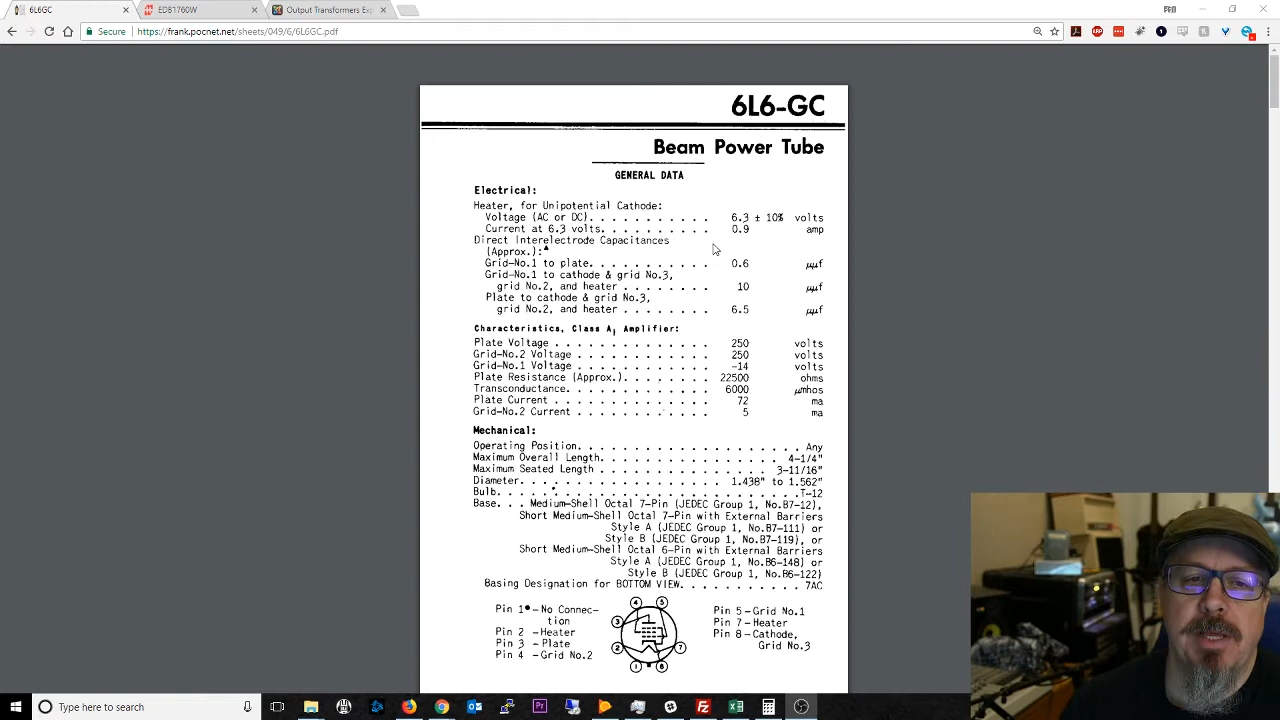 6L6GC
EDB1760W
Output Transformers Exp
Secure
https://frank.pocnet.net/sheets/049/6/6L6GC.pdf
6L6-GC
Beam Power Tube
GENERAL DATA
Electrical:
Heater, for Unipotential Cathode:
Voltage (AC or DC). . . . . . . . . . . 6.3 ± 10% volts
Current at 6.3 volts. . . . . . . . . . 0.9 amp
Direct Interelectrode Capacitances
(Approx.):▲
Grid-No.1 to plate. . . . . . . . . . . 0.6 μμf
Grid-No.1 to cathode & grid No.3,
grid No.2, and heater . . . . . . . . 10 μμf
Plate to cathode & grid No.3,
grid No.2, and heater . . . . . . . . 6.5 μμf
Characteristics, Class A1 Amplifier:
Plate Voltage . . . . . . . . . . . . . . 250 volts
Grid-No.2 Voltage . . . . . . . . . . . . 250 volts
Grid-No.1 Voltage . . . . . . . . . . . . -14 volts
Plate Resistance (Approx.). . . . . . . . 22500 ohms
Transconductance. . . . . . . . . . . . . 6000 μmhos
Plate Current . . . . . . . . . . . . . . 72 ma
Grid-No.2 Current . . . . . . . . . . . . 5 ma
Mechanical:
Operating Position. . . . . . . . . . . . . . . . . . . Any
Maximum Overall Length. . . . . . . . . . . . . . . . 4-1/4"
Maximum Seated Length . . . . . . . . . . . . . . . 3-11/16"
Diameter. . . . . . . . . . . . . . . . . . 1.438" to 1.562"
Bulb. . . . . . . . . . . . . . . . . . . . . . . . . . T-12
Base. . . Medium-Shell Octal 7-Pin (JEDEC Group 1, No.B7-12),
Short Medium-Shell Octal 7-Pin with External Barriers
Style A (JEDEC Group 1, No.B7-111) or
Style B (JEDEC Group 1, No.B7-119), or
Short Medium-Shell Octal 6-Pin with External Barriers
Style A (JEDEC Group 1, No.B6-148) or
Style B (JEDEC Group 1, No.B6-122)
Basing Designation for BOTTOM VIEW. . . . . . . . . . . 7AC
Pin 1●-No Connec-
tion
Pin 2 -Heater
Pin 3 -Plate
Pin 4 -Grid No.2
4 5
3
2 7
1 8
Pin 5-Grid No.1
Pin 7-Heater
Pin 8-Cathode,
Grid No.3
Type here to search